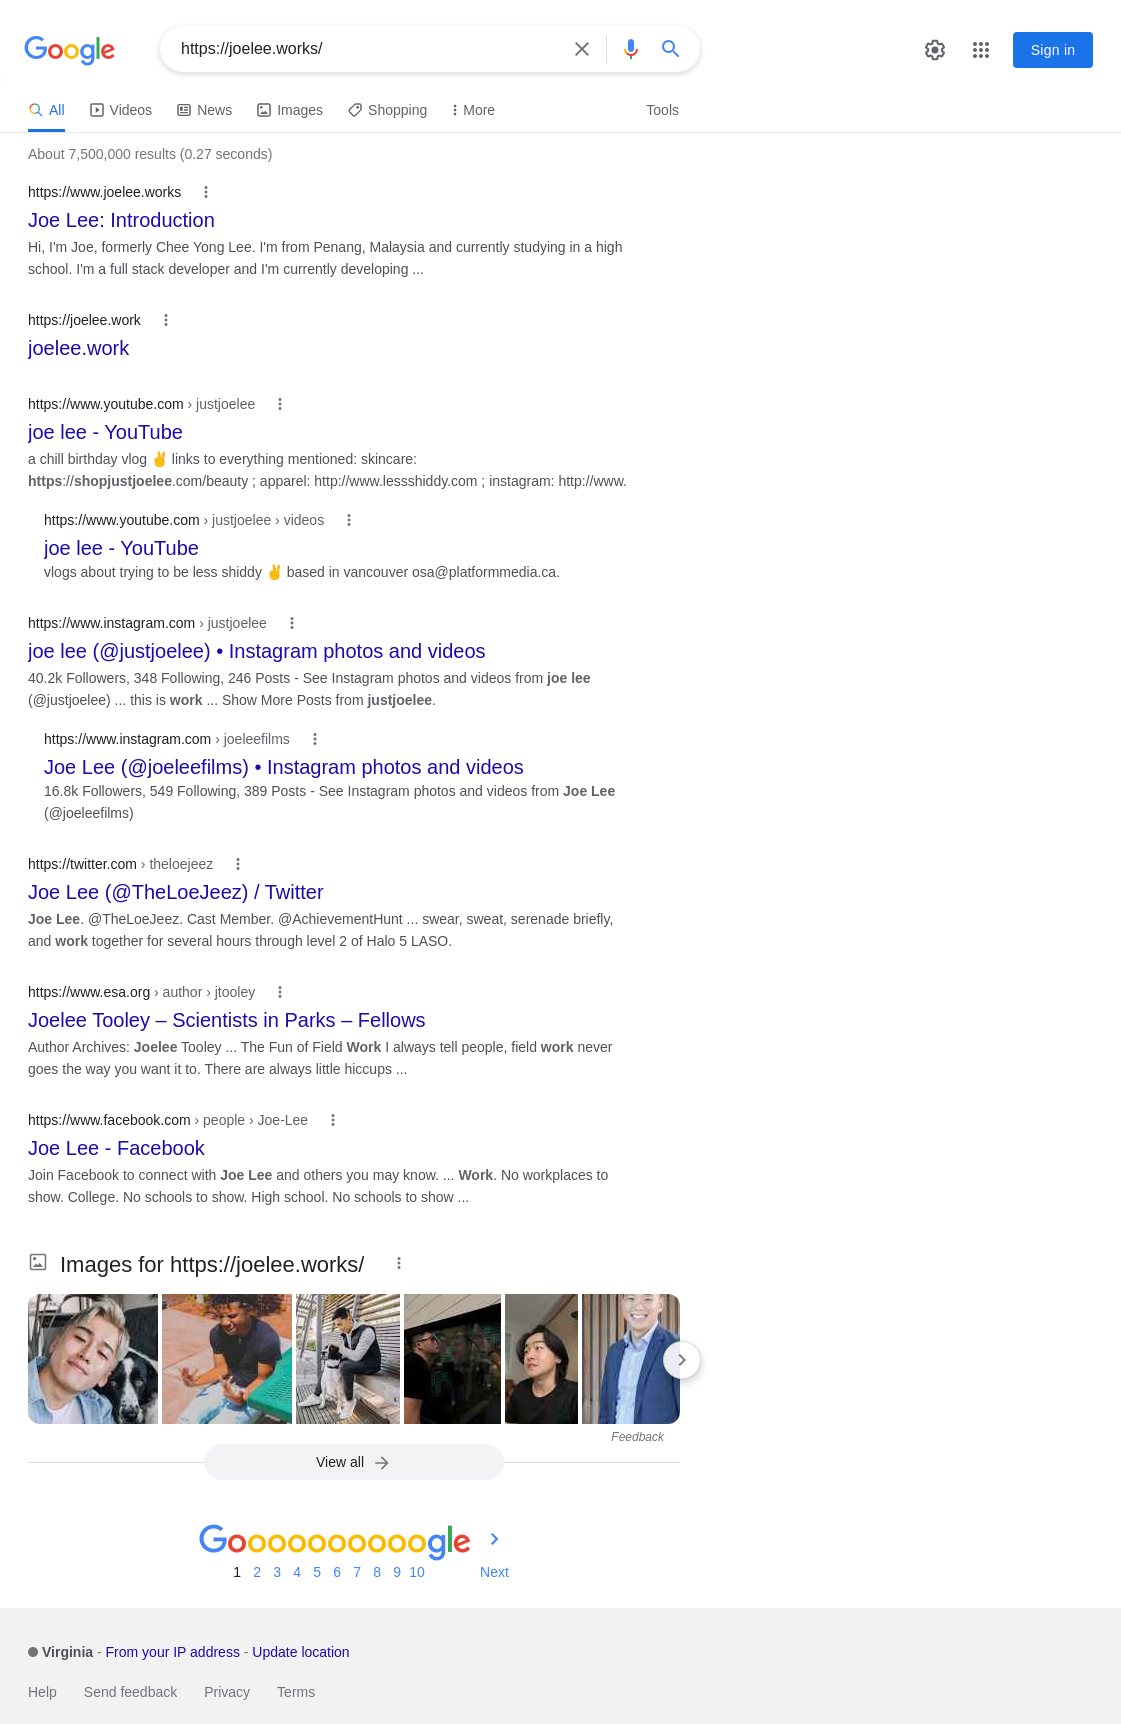 Google
https://joelee.works/
Sign in
All
Videos
News
Images
Shopping
More
Tools
About 7,500,000 results (0.27 seconds)
https://www.joelee.works
Joe Lee: Introduction
Hi, I'm Joe, formerly Chee Yong Lee. I'm from Penang, Malaysia and currently studying in a high
school. I'm a full stack developer and I'm currently developing ...
https://joelee.work
joelee.work
https://www.youtube.com › justjoelee
joe lee - YouTube
a chill birthday vlog ✌️ links to everything mentioned: skincare:
https://shopjustjoelee.com/beauty ; apparel: http://www.lessshiddy.com ; instagram: http://www.
https://www.youtube.com › justjoelee › videos
joe lee - YouTube
vlogs about trying to be less shiddy ✌️ based in vancouver osa@platformmedia.ca.
https://www.instagram.com › justjoelee
joe lee (@justjoelee) • Instagram photos and videos
40.2k Followers, 348 Following, 246 Posts - See Instagram photos and videos from joe lee
(@justjoelee) ... this is work ... Show More Posts from justjoelee.
https://www.instagram.com › joeleefilms
Joe Lee (@joeleefilms) • Instagram photos and videos
16.8k Followers, 549 Following, 389 Posts - See Instagram photos and videos from Joe Lee
(@joeleefilms)
https://twitter.com › theloejeez
Joe Lee (@TheLoeJeez) / Twitter
Joe Lee. @TheLoeJeez. Cast Member. @AchievementHunt ... swear, sweat, serenade briefly,
and work together for several hours through level 2 of Halo 5 LASO.
https://www.esa.org › author › jtooley
Joelee Tooley – Scientists in Parks – Fellows
Author Archives: Joelee Tooley ... The Fun of Field Work I always tell people, field work never
goes the way you want it to. There are always little hiccups ...
https://www.facebook.com › people › Joe-Lee
Joe Lee - Facebook
Join Facebook to connect with Joe Lee and others you may know. ... Work. No workplaces to
show. College. No schools to show. High school. No schools to show ...
Images for https://joelee.works/
Feedback
View all
Goooooooooogle
1 2 3 4 5 6 7 8 9 10 Next
Virginia - From your IP address - Update location
Help Send feedback Privacy Terms